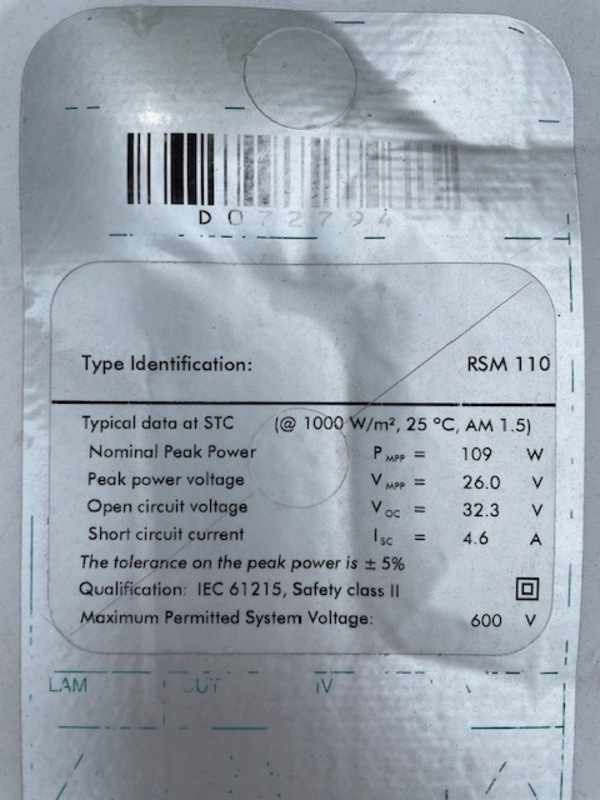 D072794
Type Identification: RSM 110
Typical data at STC (@ 1000 W/m², 25 °C, AM 1.5)
Nominal Peak Power P MPP = 109 W
Peak power voltage V MPP = 26.0 V
Open circuit voltage V OC = 32.3 V
Short circuit current I SC = 4.6 A
The tolerance on the peak power is ± 5%
Qualification: IEC 61215, Safety class II
Maximum Permitted System Voltage: 600 V
LAM OUT IV